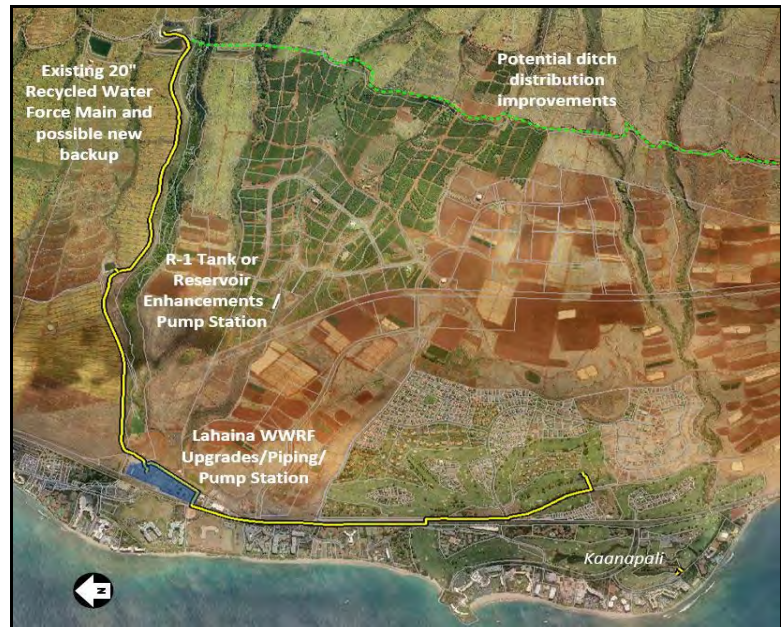 Existing 20"
Recycled Water
Force Main and
possible new
backup
Potential ditch
distribution
improvements
R-1 Tank or
Reservoir
Enhancements /
Pump Station
Lahaina WWRF
Upgrades/Piping/
Pump Station
Kaanapali
N